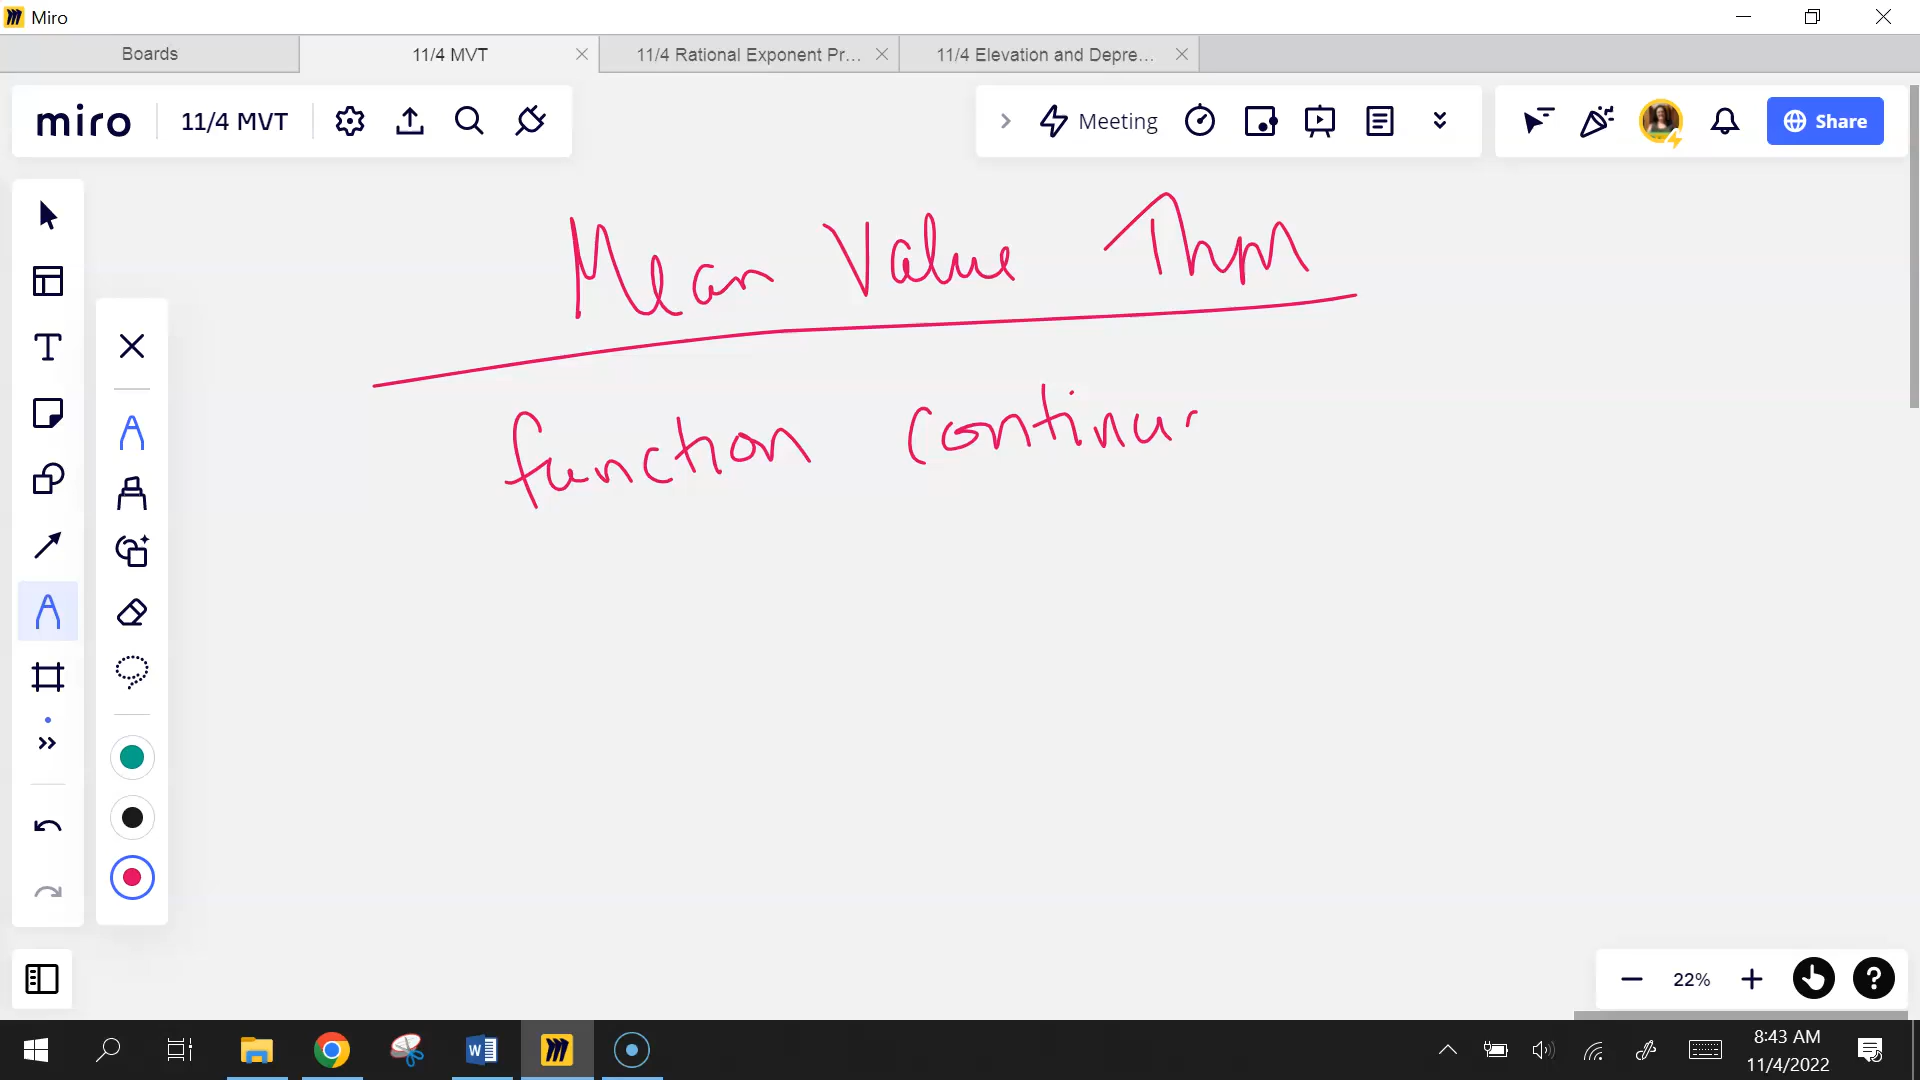 Miro
Boards
11/4 MVT
11/4 Rational Exponent Pr...
11/4 Elevation and Depre...
miro
11/4 MVT
Meeting
Share
Mean Value Thm
function continu
22%
8:43 AM
11/4/2022